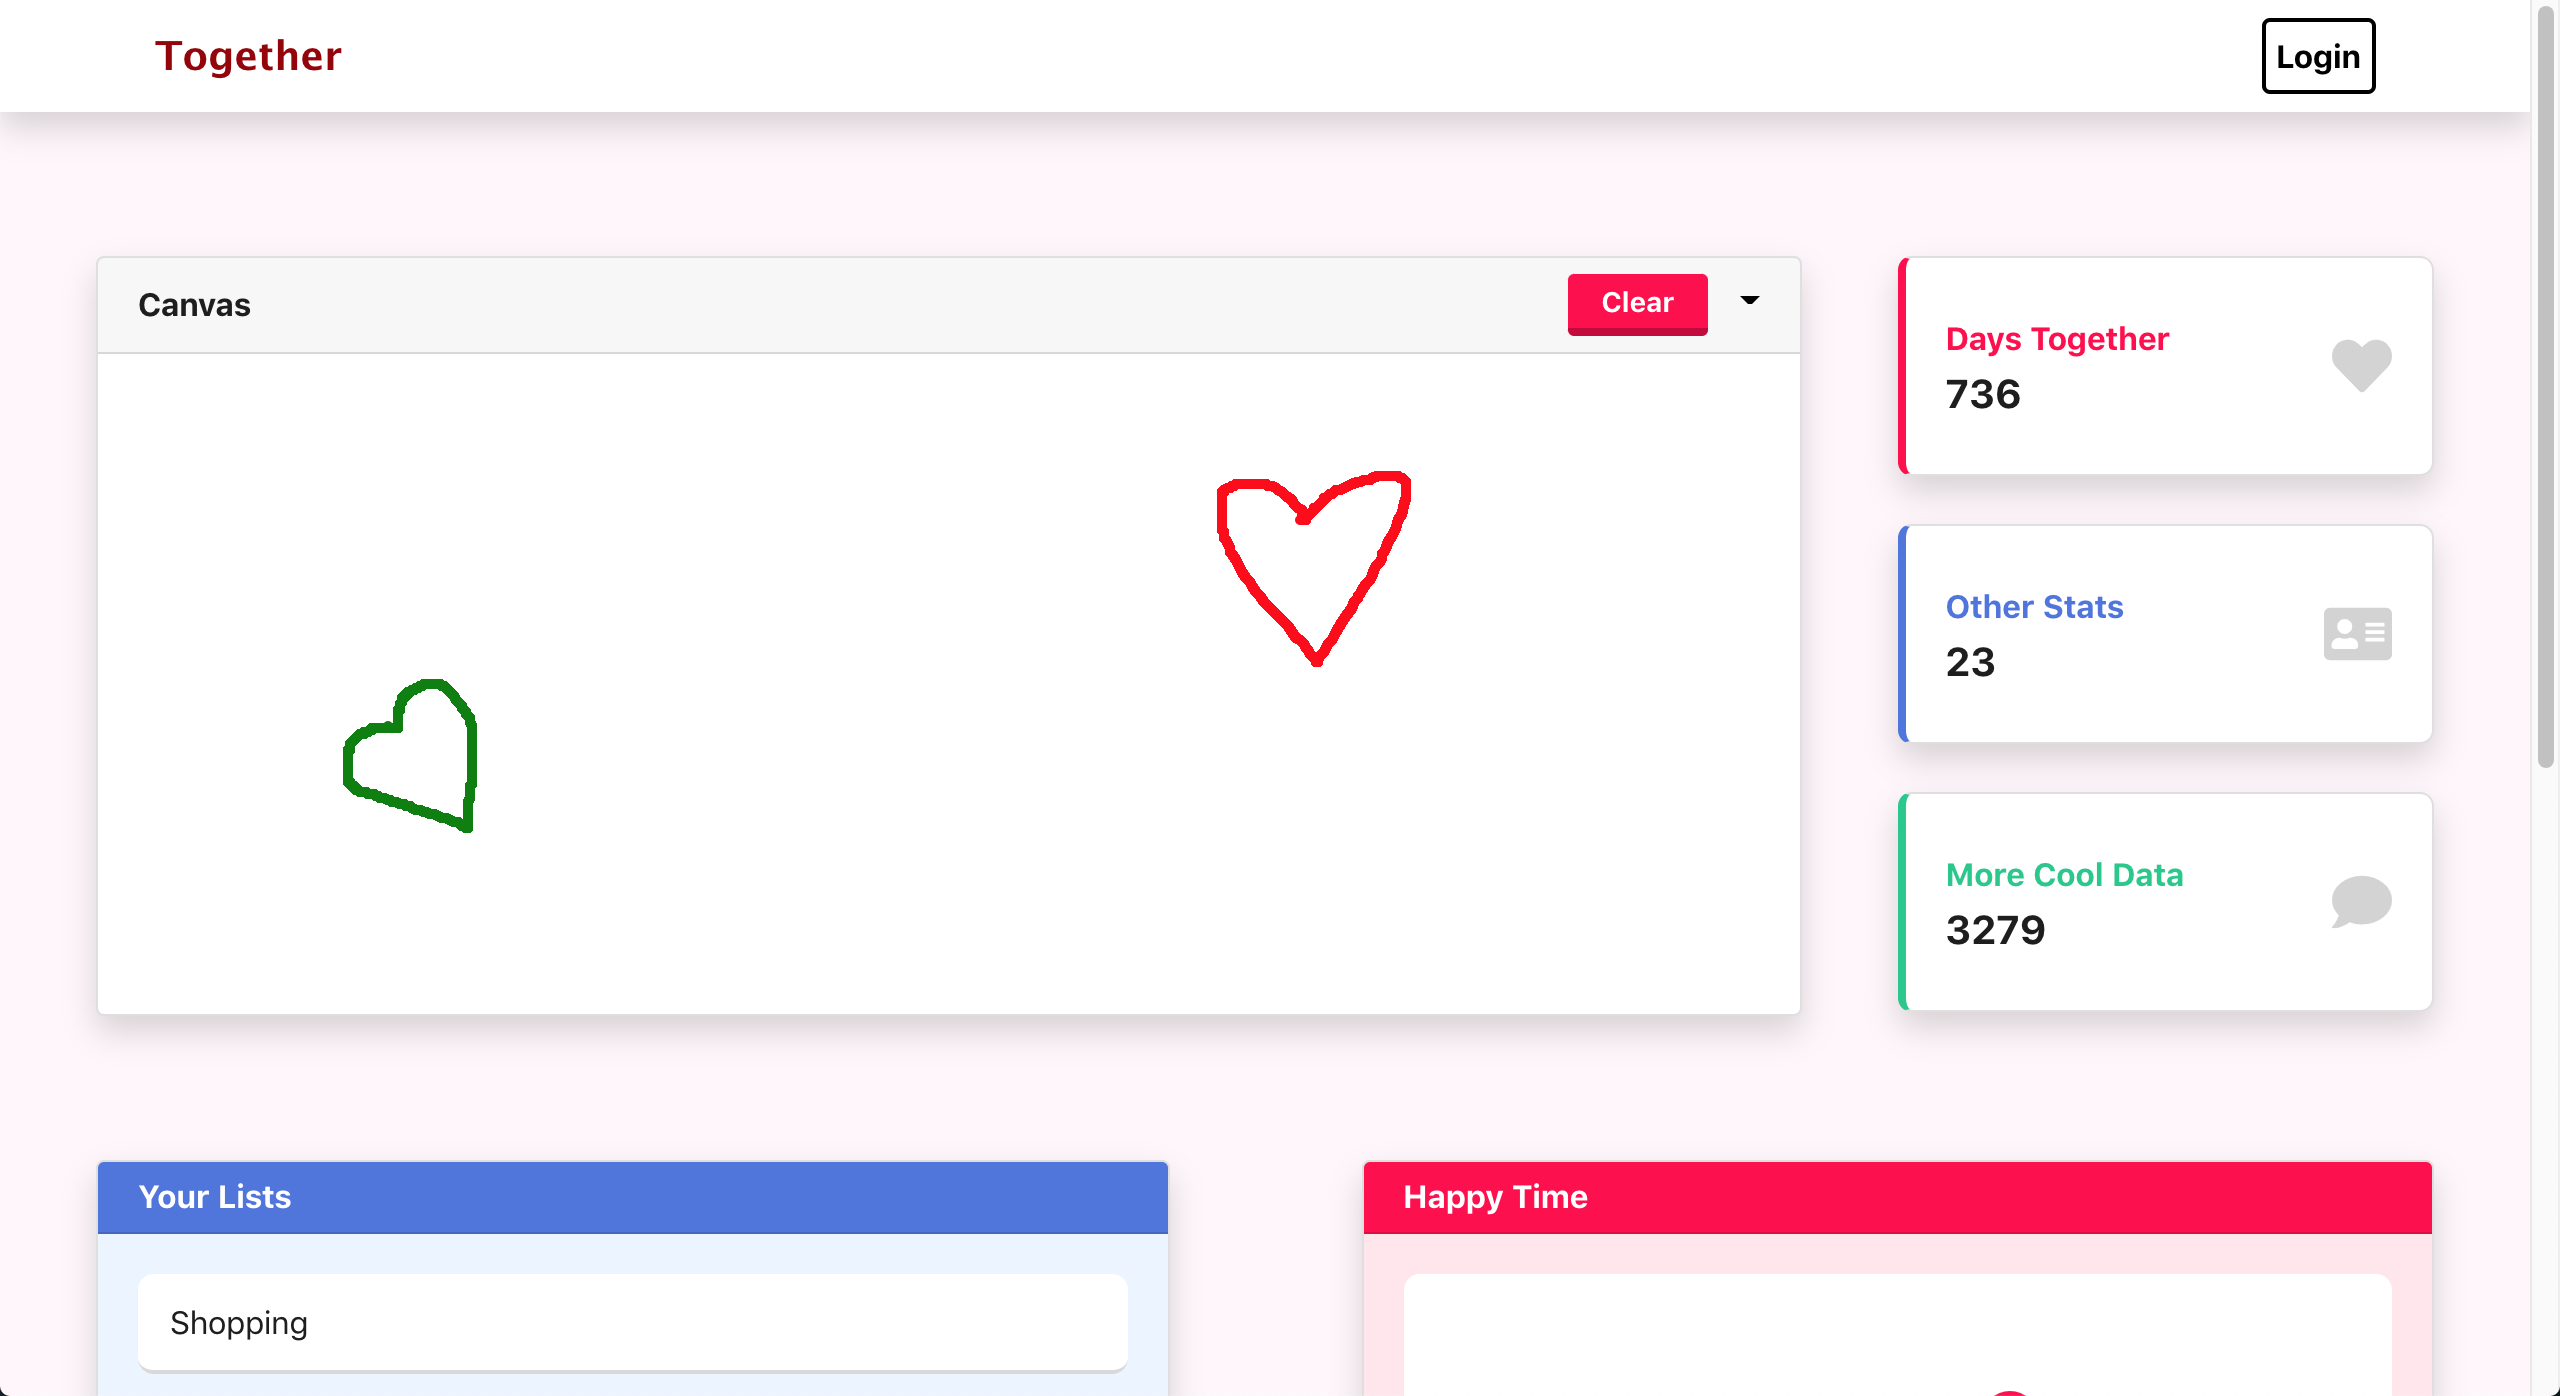 Together
Login
Canvas
Clear
Days Together
736
Other Stats
23
More Cool Data
3279
Your Lists
Shopping
Happy Time